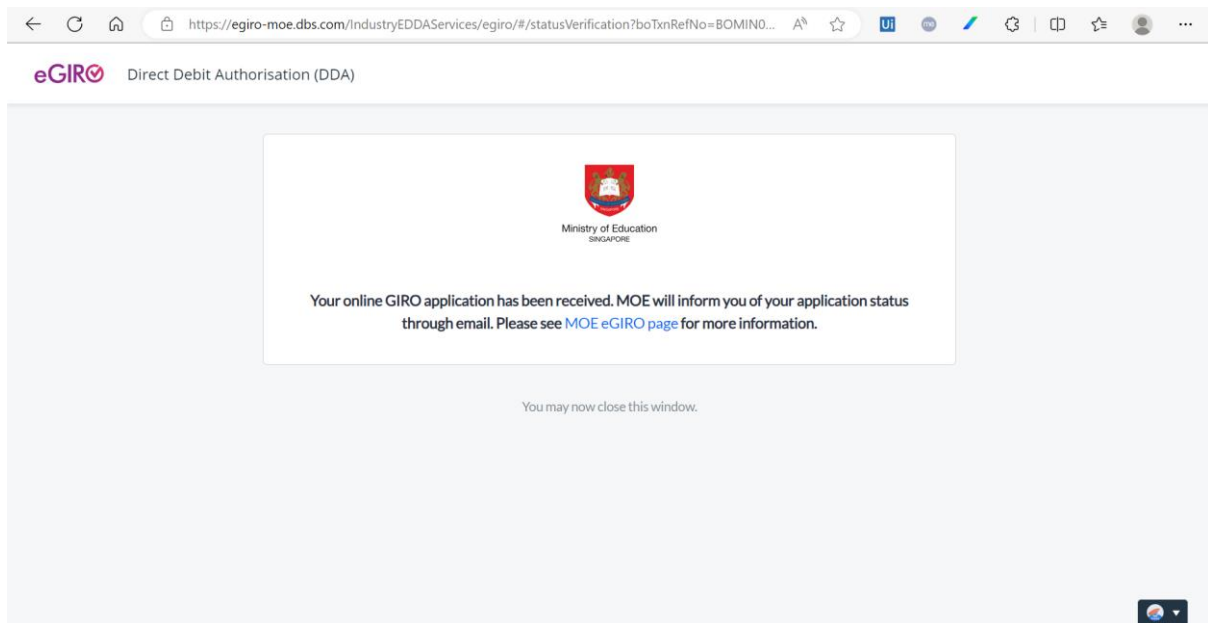 https://egiro-moe.dbs.com/IndustryEDDAServices/egiro/#/statusVerification?boTxnRefNo=BOMIN0...
eGIRO Direct Debit Authorisation (DDA)
Ministry of Education
SINGAPORE
Your online GIRO application has been received. MOE will inform you of your application status
through email. Please see MOE eGIRO page for more information.
You may now close this window.